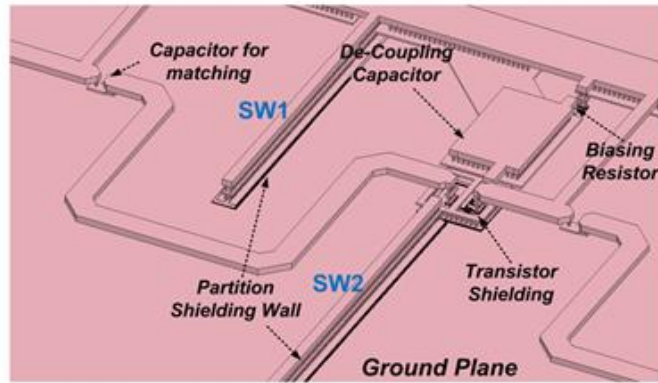 Capacitor for
matching
De-Coupling
Capacitor
SW1
Biasing
Resistor
Partition
Shielding Wall
SW2
Transistor
Shielding
Ground Plane